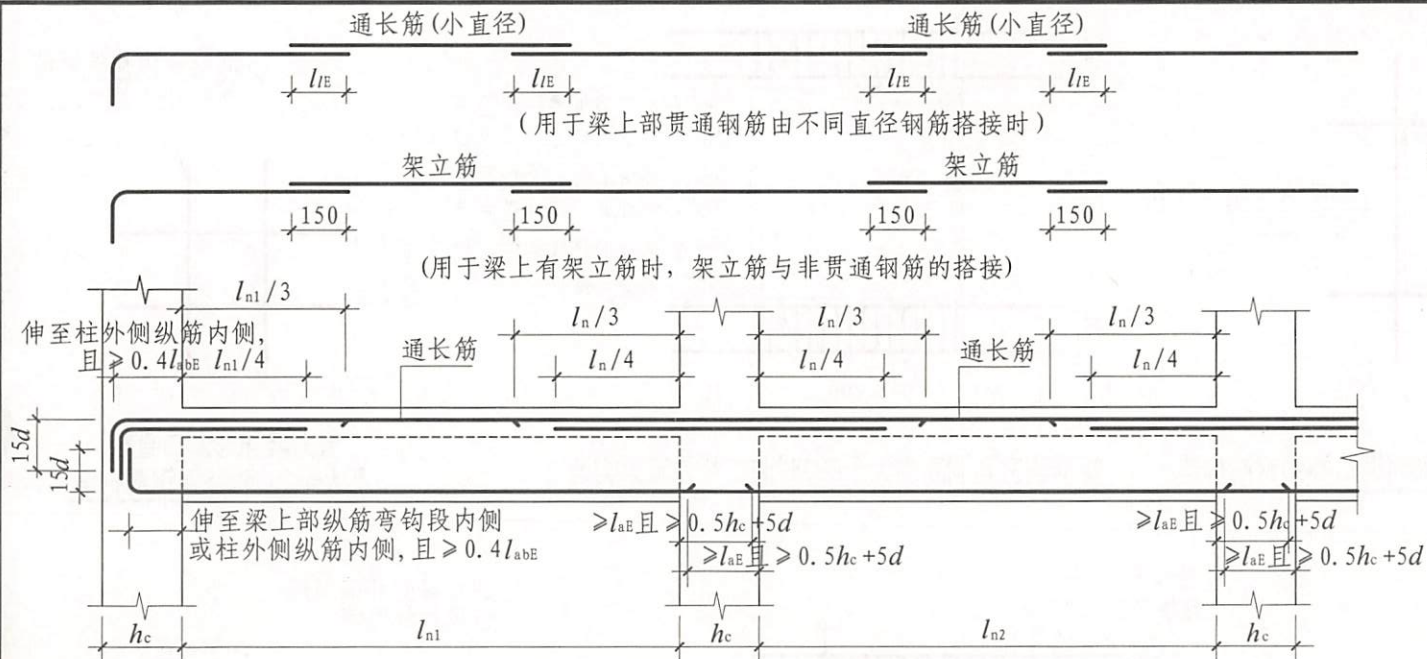 通长筋(小直径) 通长筋(小直径)
llE llE llE llE
(用于梁上部贯通钢筋由不同直径钢筋搭接时)
架立筋 架立筋
150 150 150 150
(用于梁上有架立筋时, 架立筋与非贯通钢筋的搭接)
ln1/3
伸至柱外侧纵筋内侧,
且≥0.4labE ln1/4
通长筋
ln/3 ln/3
ln/4 ln/4
通长筋
ln/3
ln/4
15d
15d
伸至梁上部纵筋弯钩段内侧
或柱外侧纵筋内侧, 且≥0.4labE
≥laE且≥0.5hc+5d
≥laE且≥0.5hc+5d
≥laE且≥0.5hc+5d
≥laE且≥0.5hc+5d
hc ln1 hc ln2 hc